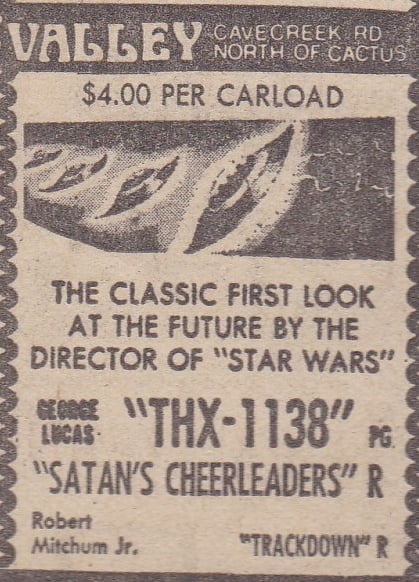 VALLEY CAVECREEK RD
NORTH OF CACTUS
$4.00 PER CARLOAD
THE CLASSIC FIRST LOOK
AT THE FUTURE BY THE
DIRECTOR OF "STAR WARS"
GEORGE
LUCAS "THX-1138" PG
"SATAN'S CHEERLEADERS" R
Robert
Mitchum Jr. "TRACKDOWN" R